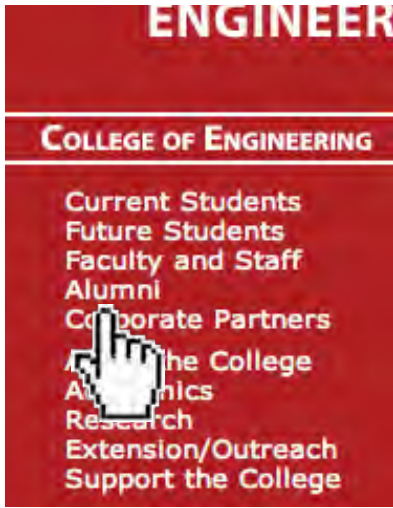 ENGINEER
COLLEGE OF ENGINEERING
Current Students
Future Students
Faculty and Staff
Alumni
Corporate Partners
the College
Research
Extension/Outreach
Support the College